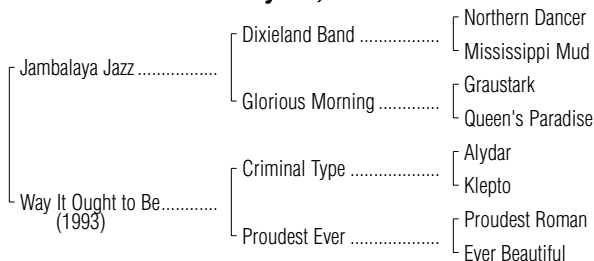 Northern Dancer
Dixieland Band ..................
Mississippi Mud
Jambalaya Jazz .................
Graustark
Glorious Morning .............
Queen's Paradise
Alydar
Criminal Type ....................
Klepto
Way It Ought to Be............
(1993)
Proudest Roman
Proudest Ever ....................
Ever Beautiful